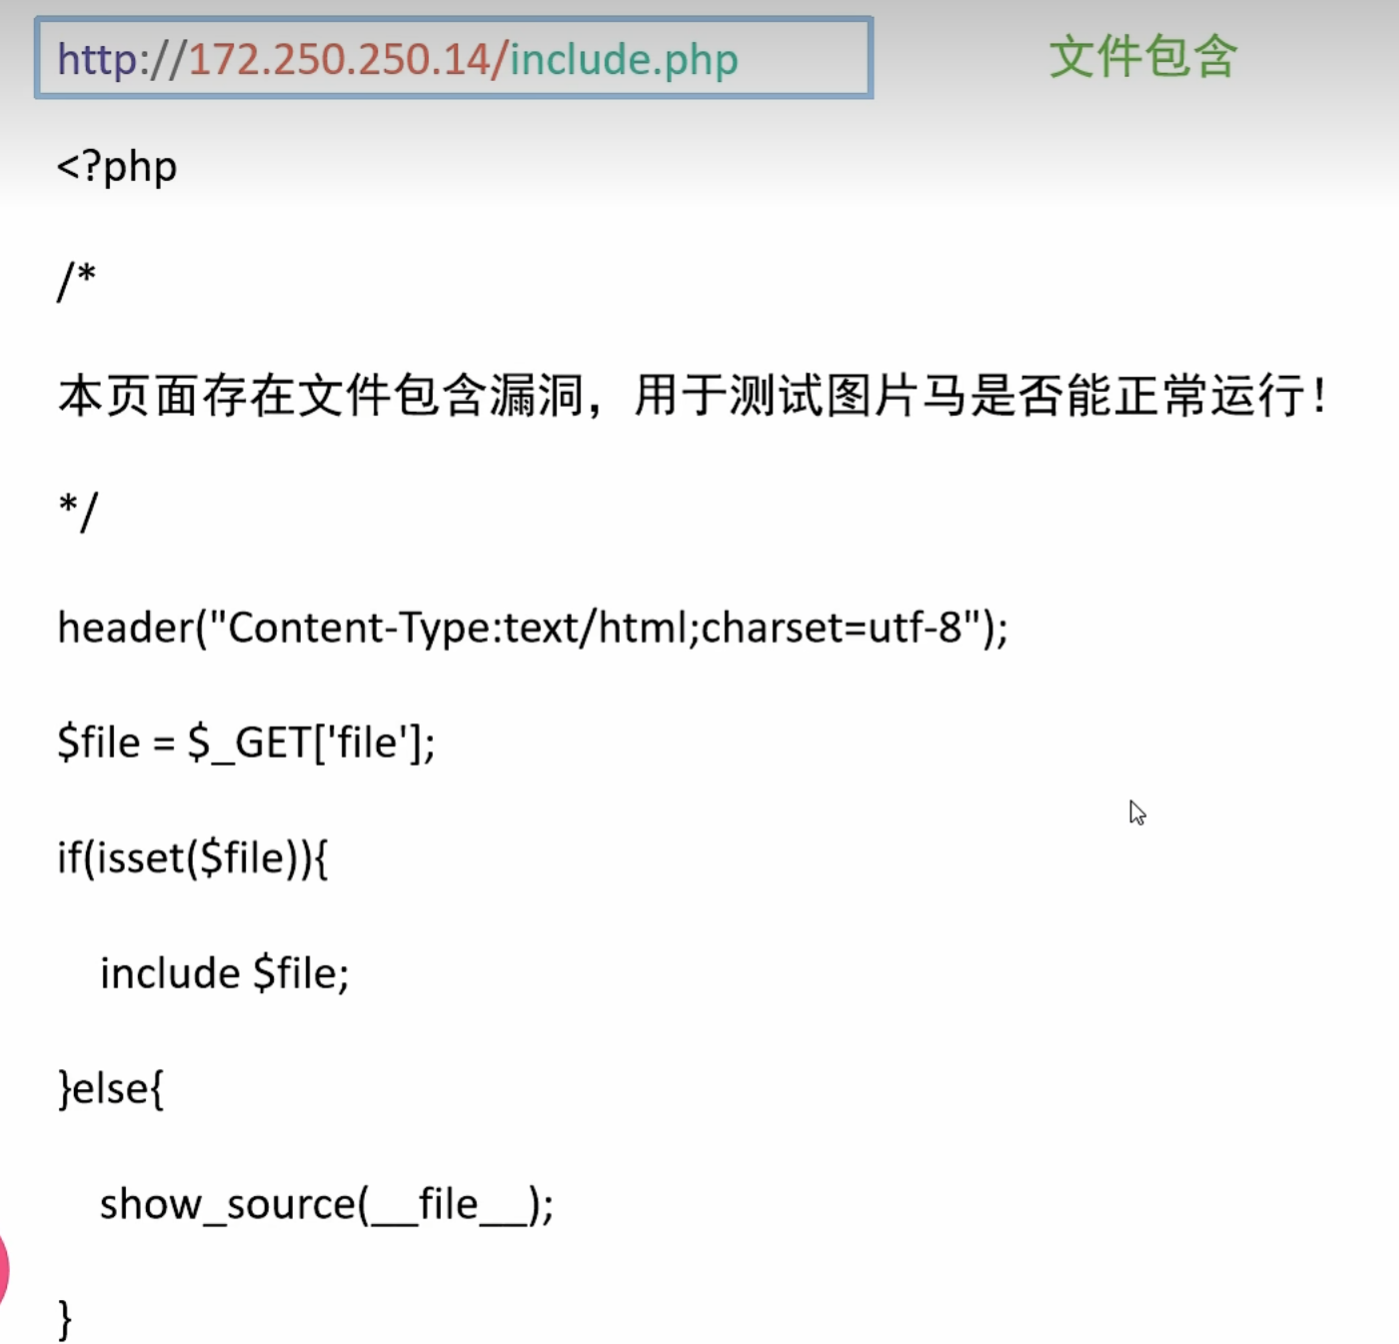 http://172.250.250.14/include.php
文件包含
<?php
/*
本页面存在文件包含漏洞，用于测试图片马是否能正常运行！
*/
header("Content-Type:text/html;charset=utf-8");
$file = $_GET['file'];
if(isset($file)){
    include $file;
}else{
    show_source(__file__);
}